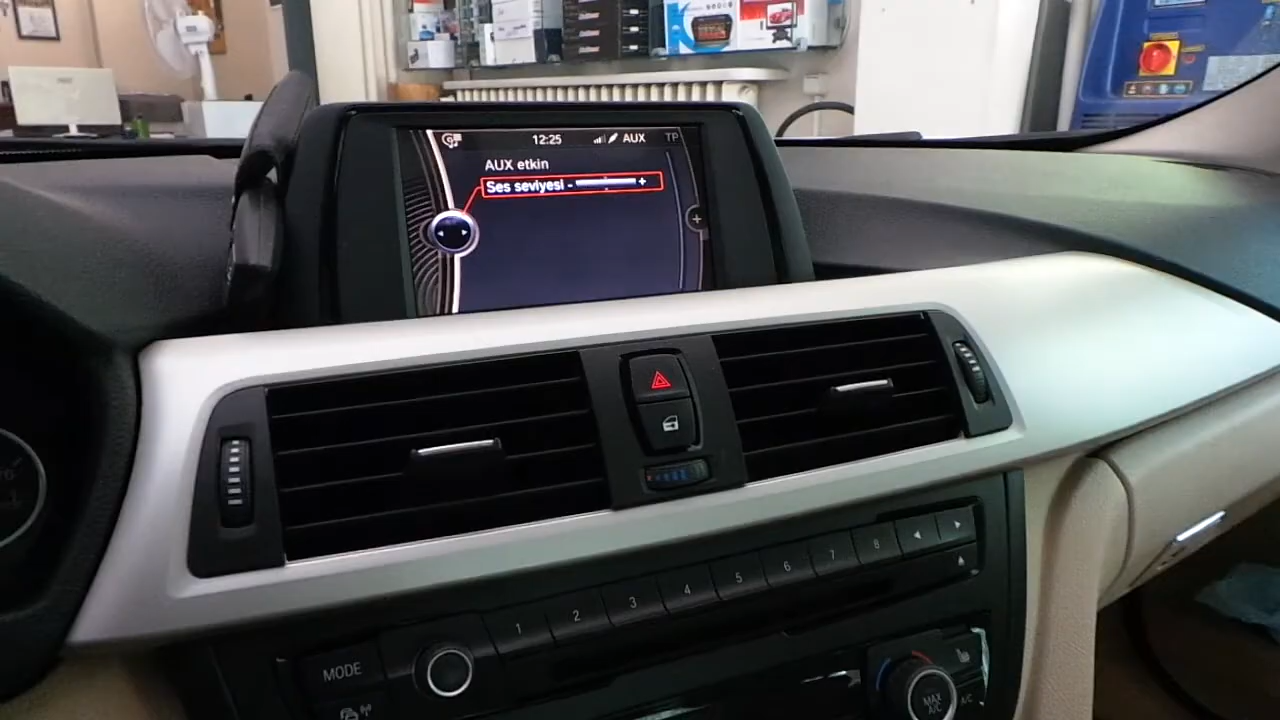 12:25 AUX TP
AUX etkin
Ses seviyesi - +
1 2 3 4 5 6 7 8
MODE
MAX
A/C
A/C